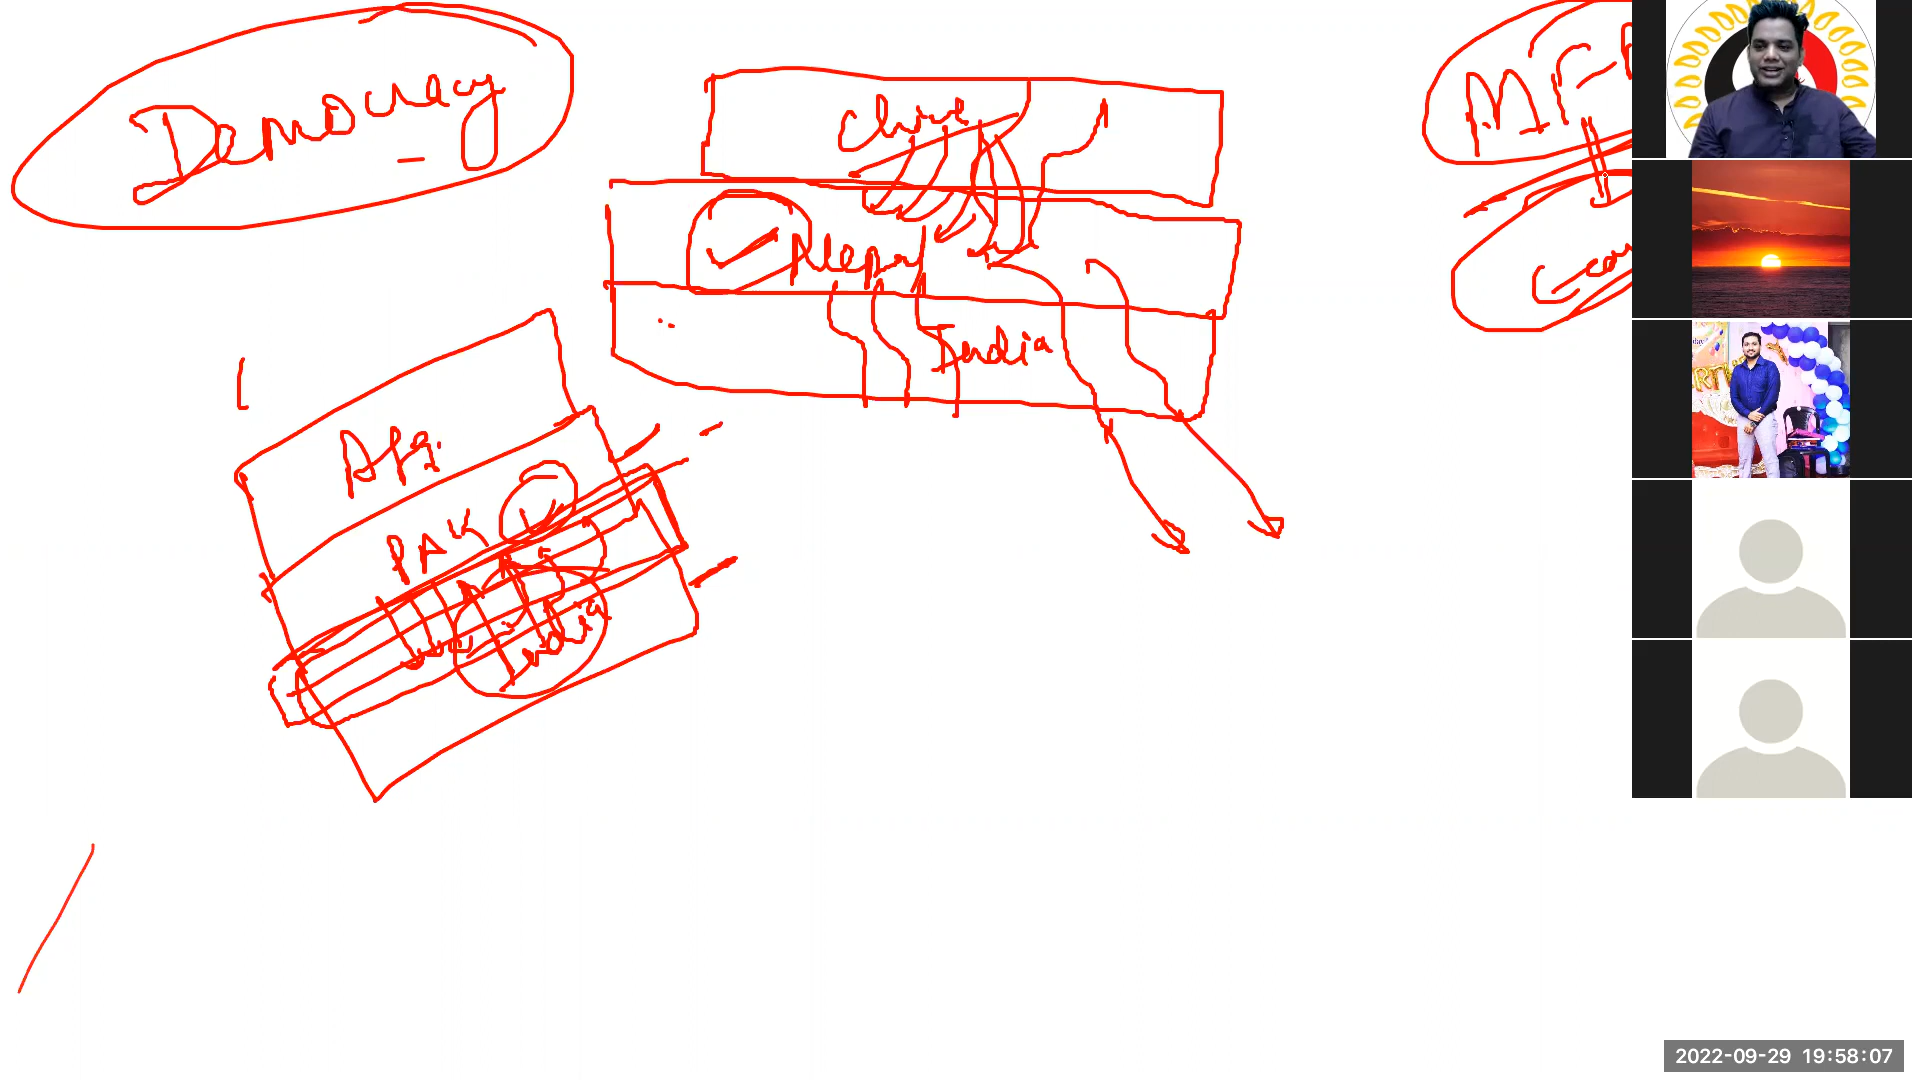 Democracy
China
Nepal
India
Afg.
PAK
India
2022-09-29 19:58:07